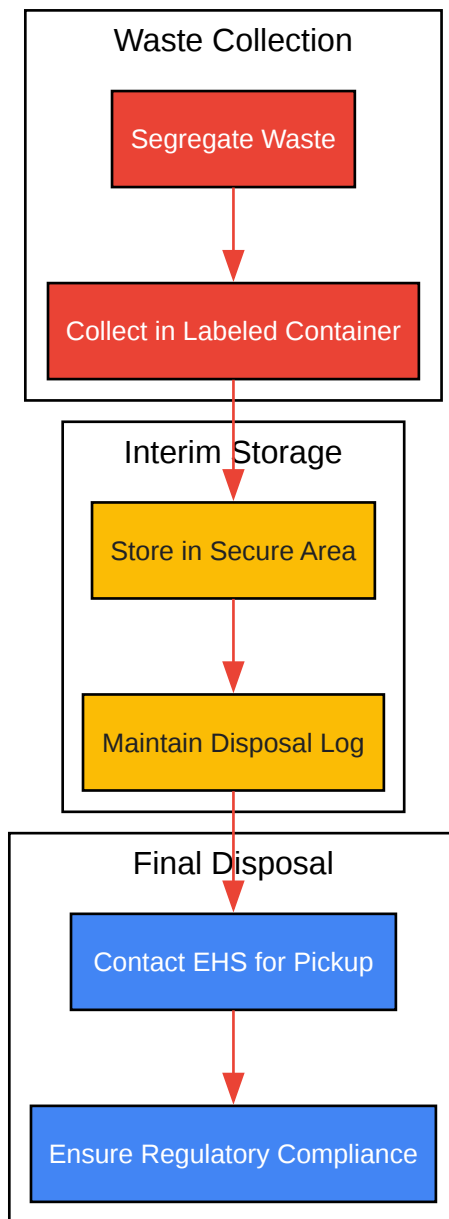 Waste Collection
Segregate Waste
Collect in Labeled Container
Interim Storage
Store in Secure Area
Maintain Disposal Log
Final Disposal
Contact EHS for Pickup
Ensure Regulatory Compliance